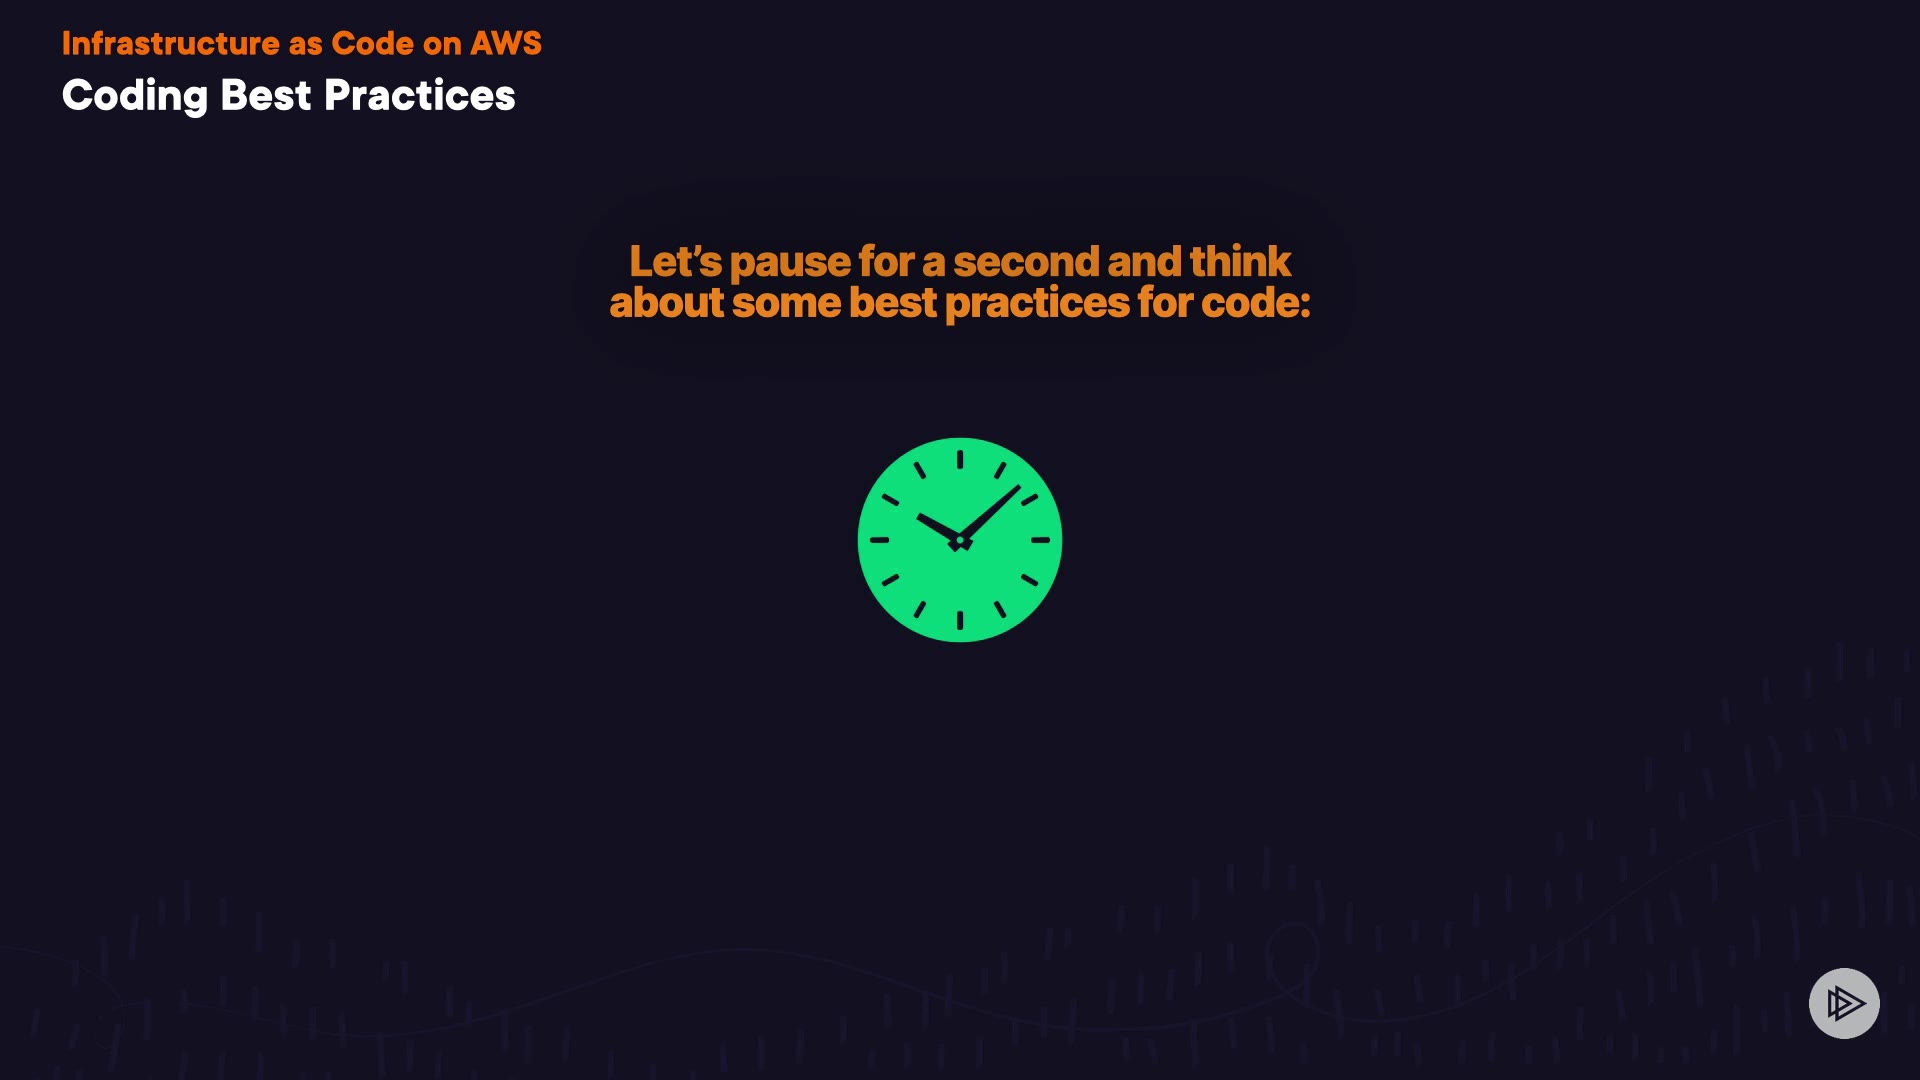 Infrastructure as Code on AWS
Coding Best Practices
Let’s pause for a second and think
about some best practices for code: